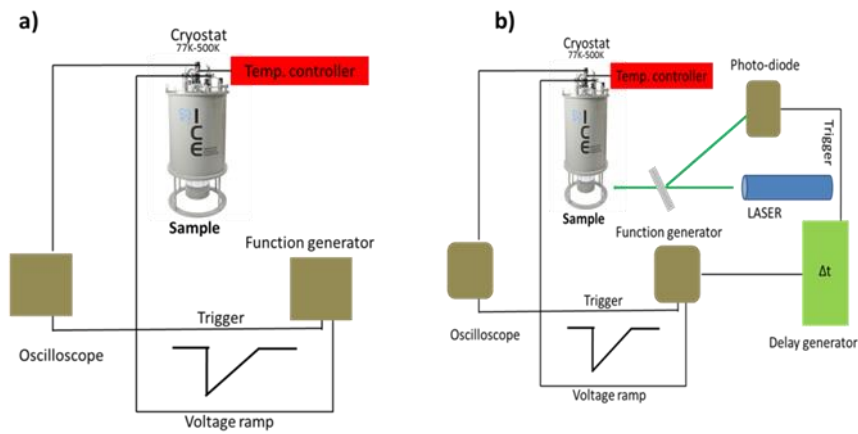 a)
Cryostat
77K-500K
Temp. controller
ICE
Sample
Function generator
Trigger
Oscilloscope
Voltage ramp
b)
Cryostat
77K-500K
Photo-diode
Temp. controller
Trigger
ICE
LASER
Sample
Function generator
Δt
Trigger
Oscilloscope
Delay generator
Voltage ramp